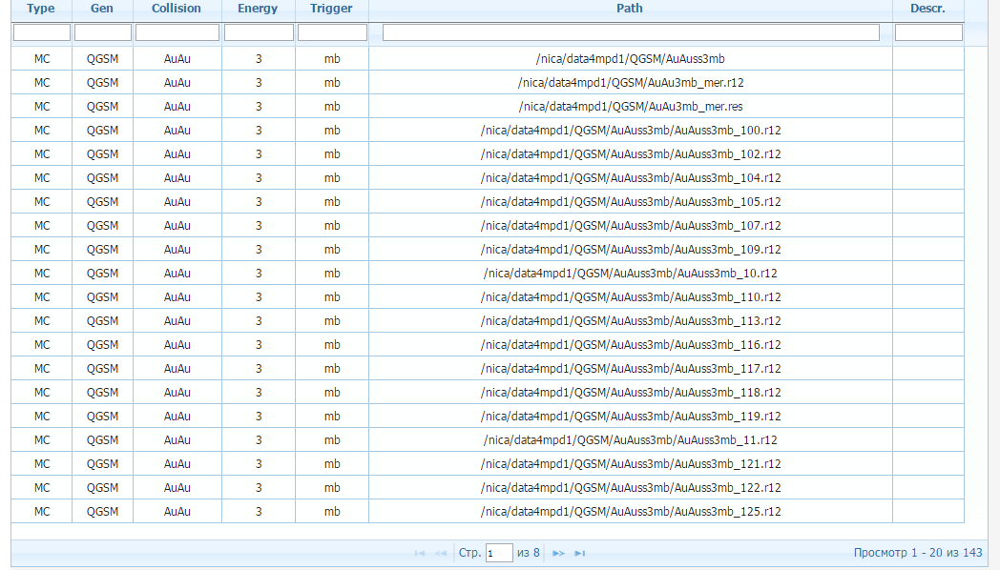 Type Gen Collision Energy Trigger Path Descr.
MC QGSM AuAu 3 mb /nica/data4mpd1/QGSM/AuAuss3mb
MC QGSM AuAu 3 mb /nica/data4mpd1/QGSM/AuAu3mb_mer.r12
MC QGSM AuAu 3 mb /nica/data4mpd1/QGSM/AuAu3mb_mer.res
MC QGSM AuAu 3 mb /nica/data4mpd1/QGSM/AuAuss3mb/AuAuss3mb_100.r12
MC QGSM AuAu 3 mb /nica/data4mpd1/QGSM/AuAuss3mb/AuAuss3mb_102.r12
MC QGSM AuAu 3 mb /nica/data4mpd1/QGSM/AuAuss3mb/AuAuss3mb_104.r12
MC QGSM AuAu 3 mb /nica/data4mpd1/QGSM/AuAuss3mb/AuAuss3mb_105.r12
MC QGSM AuAu 3 mb /nica/data4mpd1/QGSM/AuAuss3mb/AuAuss3mb_107.r12
MC QGSM AuAu 3 mb /nica/data4mpd1/QGSM/AuAuss3mb/AuAuss3mb_109.r12
MC QGSM AuAu 3 mb /nica/data4mpd1/QGSM/AuAuss3mb/AuAuss3mb_10.r12
MC QGSM AuAu 3 mb /nica/data4mpd1/QGSM/AuAuss3mb/AuAuss3mb_110.r12
MC QGSM AuAu 3 mb /nica/data4mpd1/QGSM/AuAuss3mb/AuAuss3mb_113.r12
MC QGSM AuAu 3 mb /nica/data4mpd1/QGSM/AuAuss3mb/AuAuss3mb_116.r12
MC QGSM AuAu 3 mb /nica/data4mpd1/QGSM/AuAuss3mb/AuAuss3mb_117.r12
MC QGSM AuAu 3 mb /nica/data4mpd1/QGSM/AuAuss3mb/AuAuss3mb_118.r12
MC QGSM AuAu 3 mb /nica/data4mpd1/QGSM/AuAuss3mb/AuAuss3mb_119.r12
MC QGSM AuAu 3 mb /nica/data4mpd1/QGSM/AuAuss3mb/AuAuss3mb_11.r12
MC QGSM AuAu 3 mb /nica/data4mpd1/QGSM/AuAuss3mb/AuAuss3mb_121.r12
MC QGSM AuAu 3 mb /nica/data4mpd1/QGSM/AuAuss3mb/AuAuss3mb_122.r12
MC QGSM AuAu 3 mb /nica/data4mpd1/QGSM/AuAuss3mb/AuAuss3mb_125.r12
Стр. 1 из 8 Просмотр 1 - 20 из 143